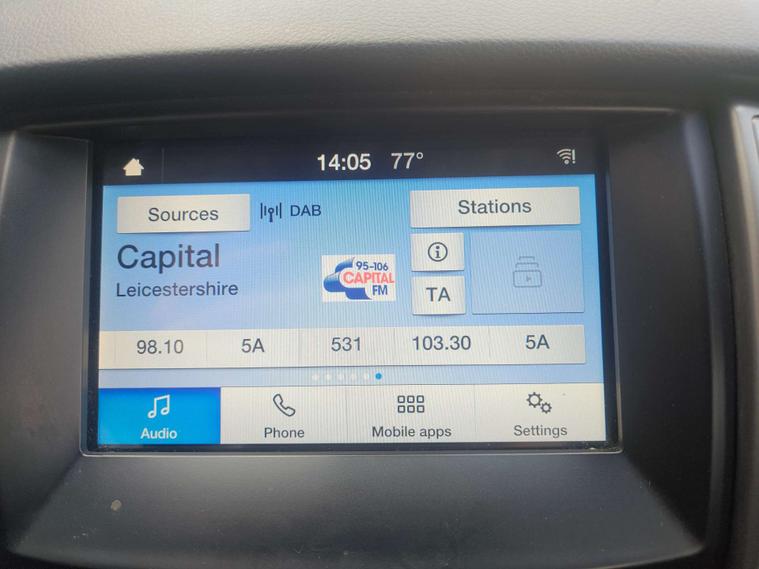 14:05 77°
Sources DAB Stations
Capital
Leicestershire
95-106
CAPITAL
FM
TA
98.10 5A 531 103.30 5A
Audio Phone Mobile apps Settings